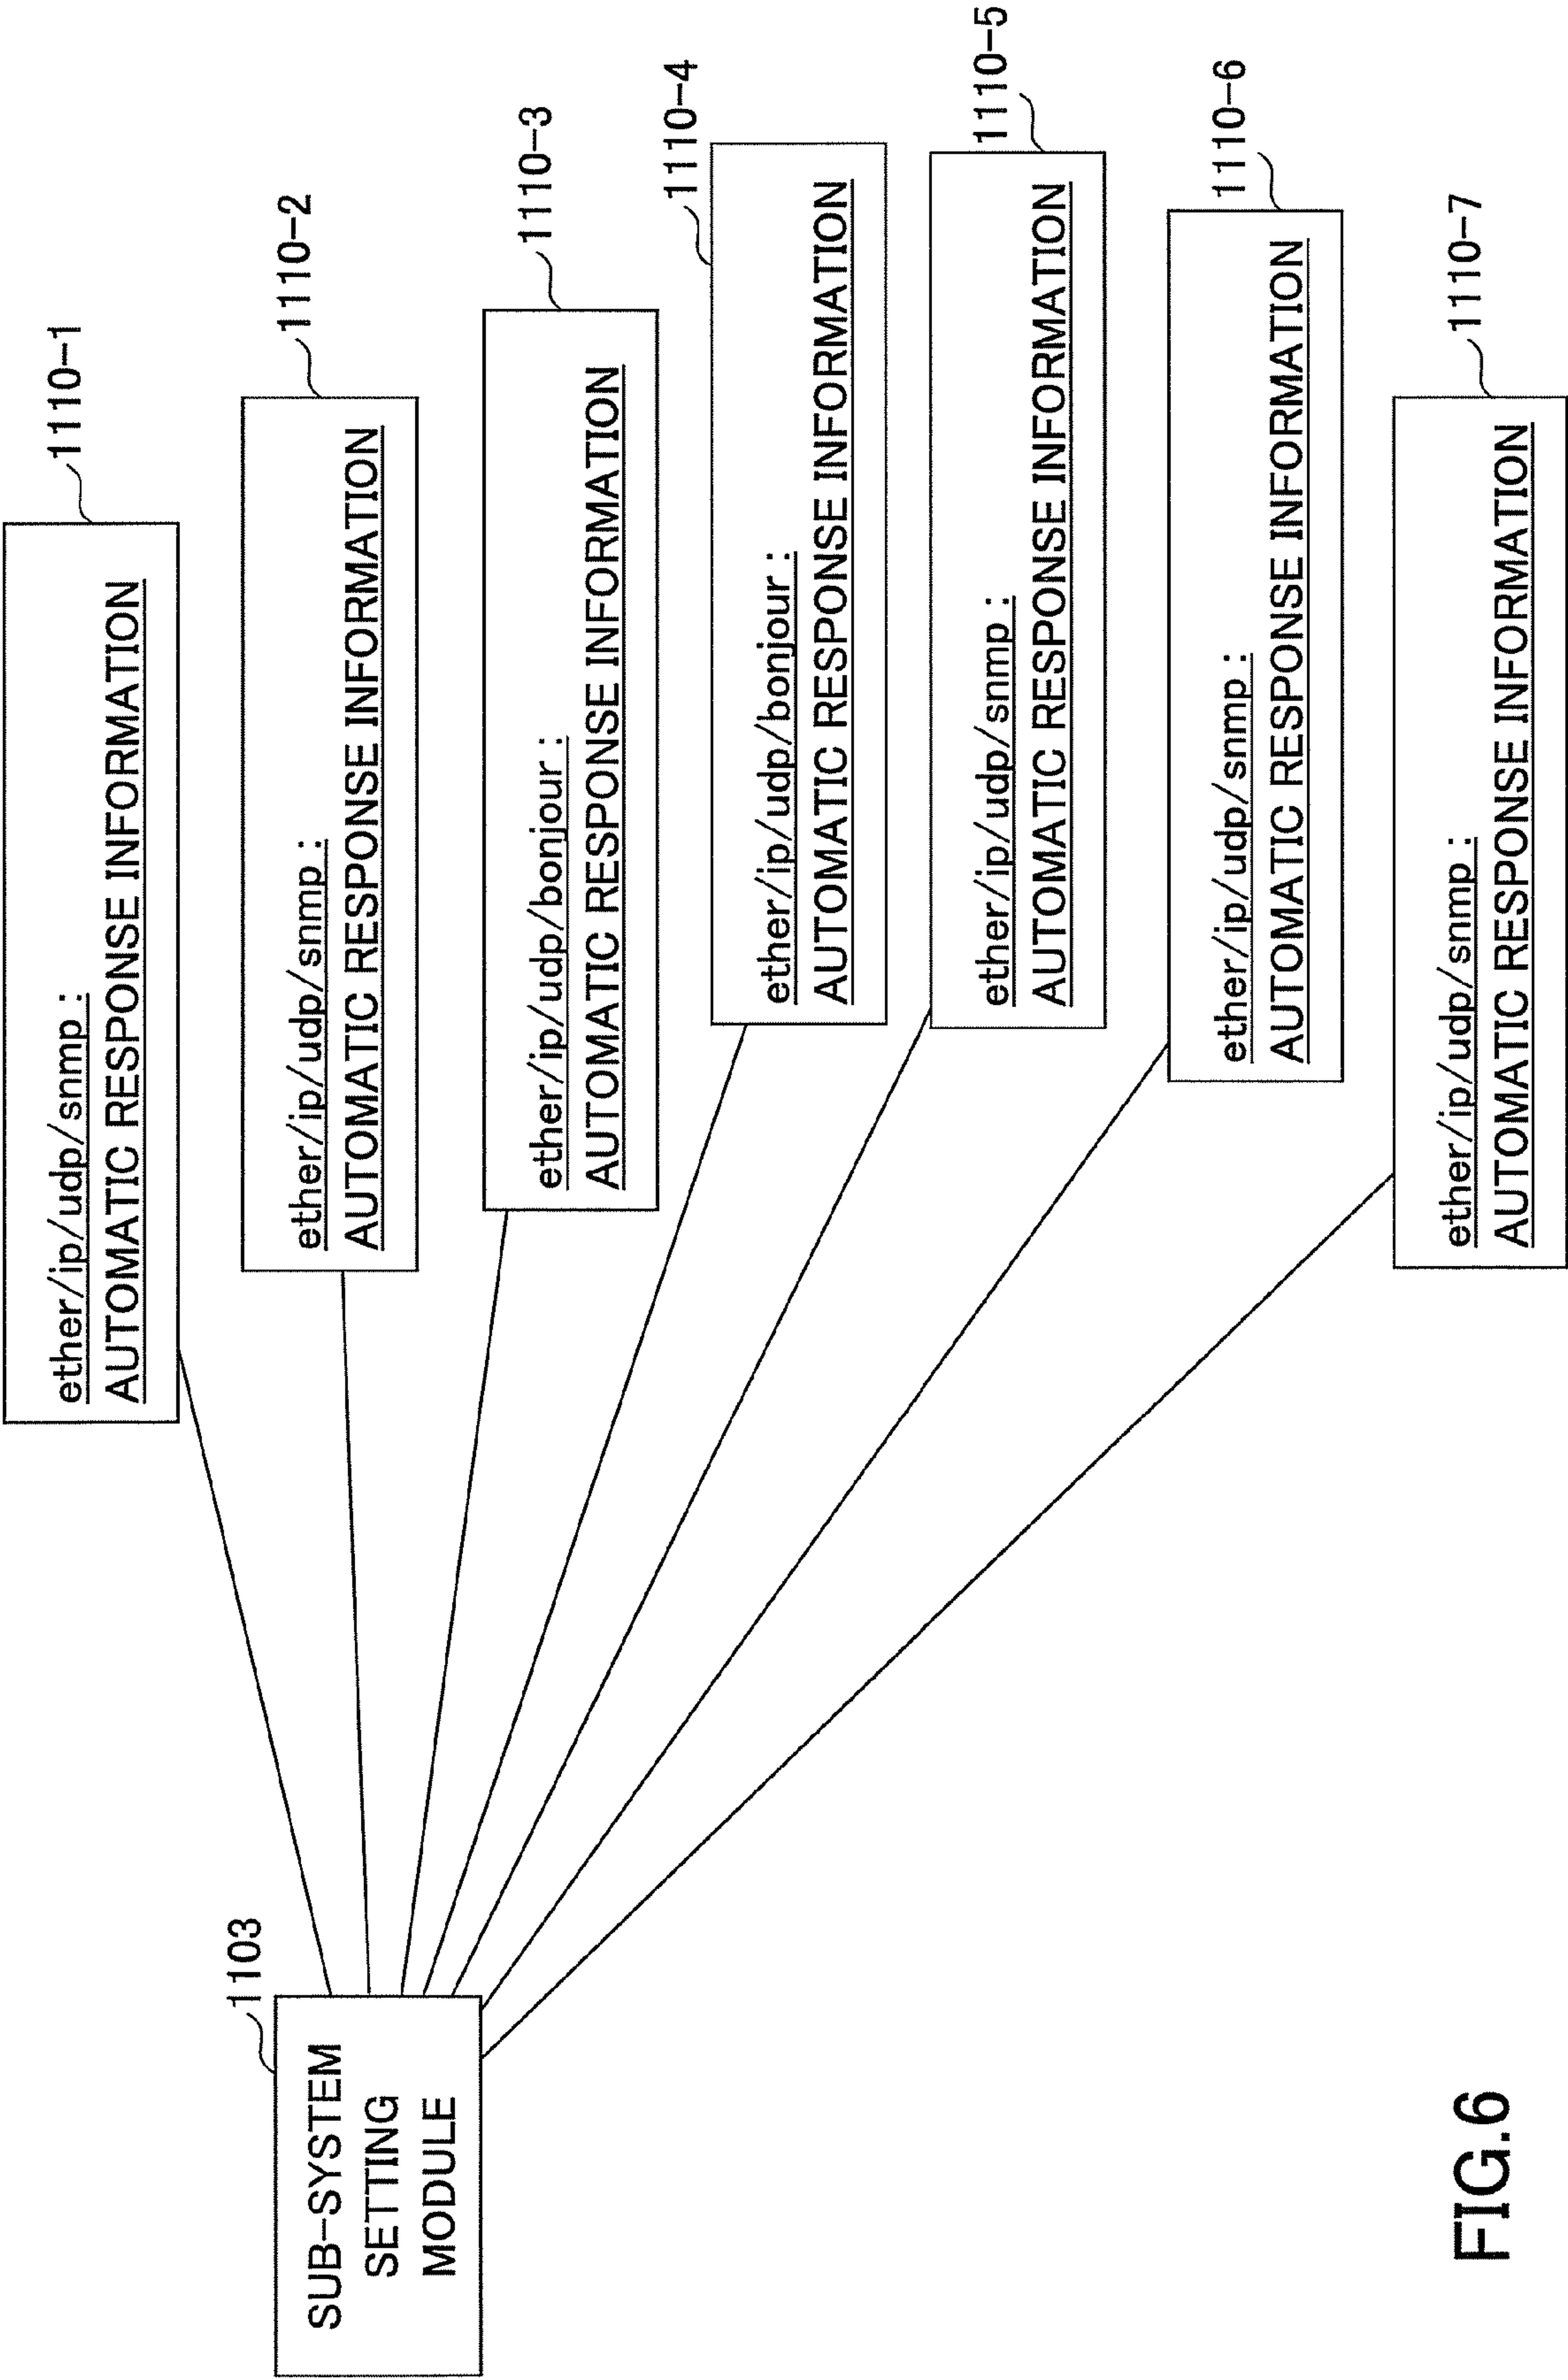 1110-1
ether/ip/udp/snmp :
AUTOMATIC RESPONSE INFORMATION
1110-2
ether/ip/udp/snmp :
AUTOMATIC RESPONSE INFORMATION
1110-3
ether/ip/udp/bonjour :
AUTOMATIC RESPONSE INFORMATION
1110-4
ether/ip/udp/bonjour :
AUTOMATIC RESPONSE INFORMATION
1110-5
ether/ip/udp/snmp :
AUTOMATIC RESPONSE INFORMATION
1110-6
ether/ip/udp/snmp :
AUTOMATIC RESPONSE INFORMATION
1110-7
ether/ip/udp/snmp :
AUTOMATIC RESPONSE INFORMATION
1103
SUB-SYSTEM
SETTING
MODULE
FIG.6